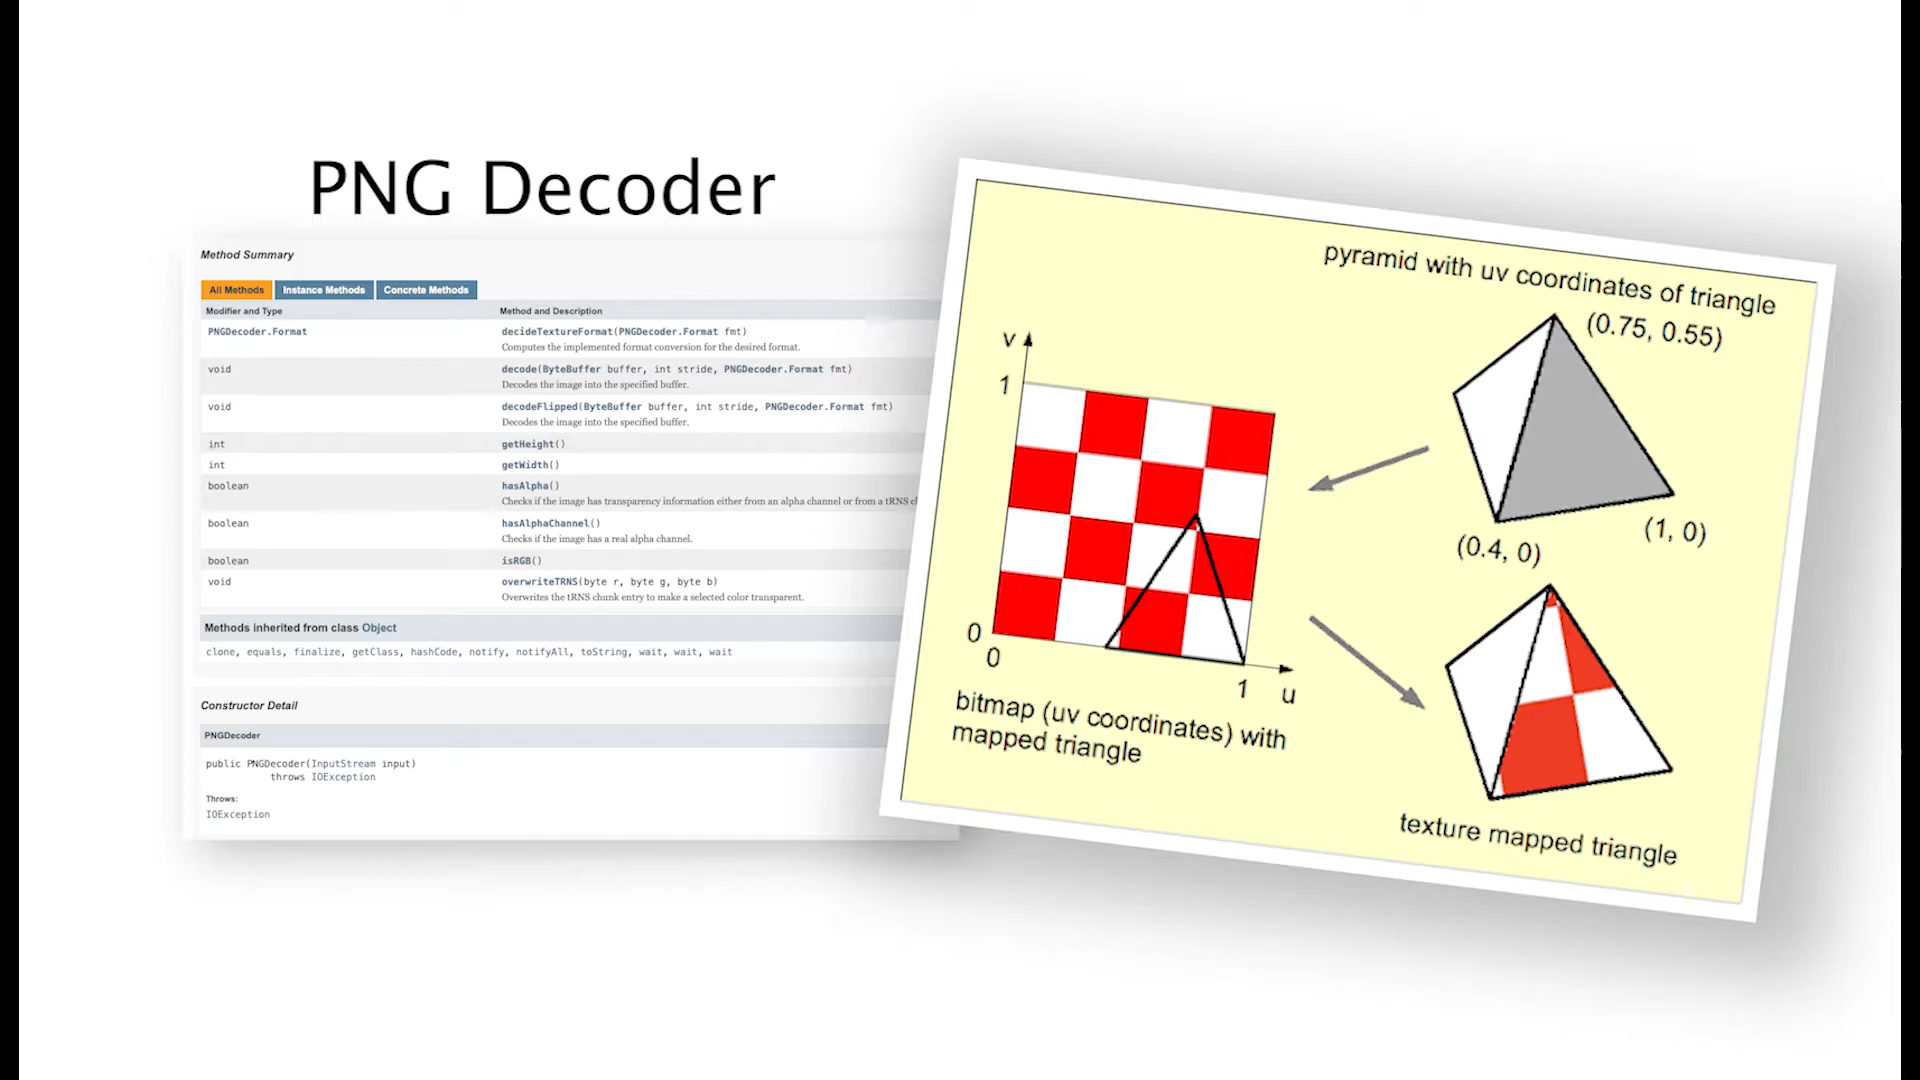 PNG Decoder
Method Summary
All Methods Instance Methods Concrete Methods
Modifier and Type Method and Description
PNGDecoder.Format decideTextureFormat(PNGDecoder.Format fmt)
Computes the implemented format conversion for the desired format.
void decode(ByteBuffer buffer, int stride, PNGDecoder.Format fmt)
Decodes the image into the specified buffer.
void decodeFlipped(ByteBuffer buffer, int stride, PNGDecoder.Format fmt)
Decodes the image into the specified buffer.
int getHeight()
int getWidth()
boolean hasAlpha()
Checks if the image has transparency information either from an alpha channel or from a tRNS
boolean hasAlphaChannel()
Checks if the image has a real alpha channel.
boolean isRGB()
void overwriteTRNS(byte r, byte g, byte b)
Overwrites the tRNS chunk entry to make a selected color transparent.
Methods inherited from class Object
clone, equals, finalize, getClass, hashCode, notify, notifyAll, toString, wait, wait, wait
Constructor Detail
PNGDecoder
public PNGDecoder(InputStream input)
throws IOException
Throws:
IOException
pyramid with uv coordinates of triangle
(0.75, 0.55)
(0.4, 0)
(1, 0)
v
1
0
0
1 u
bitmap (uv coordinates) with
mapped triangle
texture mapped triangle